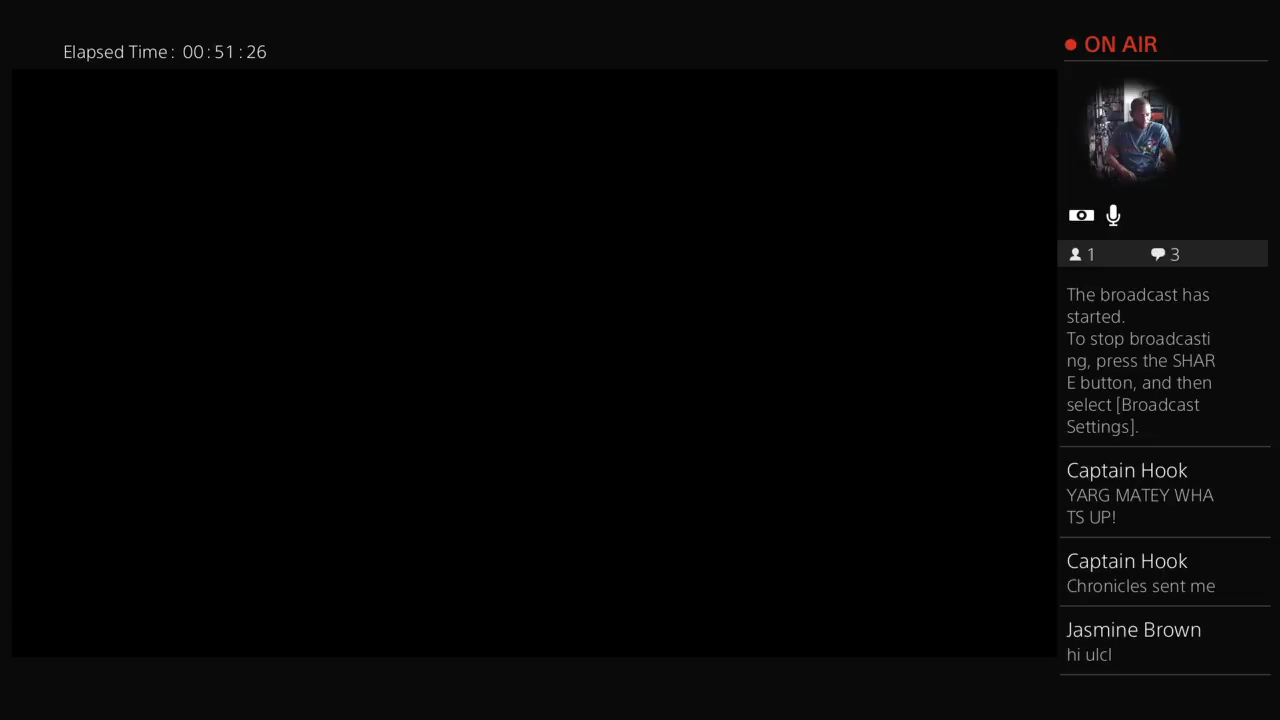 Elapsed Time: 00:51:26
ON AIR
1 3
The broadcast has
started.
To stop broadcasti
ng, press the SHAR
E button, and then
select [Broadcast
Settings].
Captain Hook
YARG MATEY WHA
TS UP!
Captain Hook
Chronicles sent me
Jasmine Brown
hi ulcl